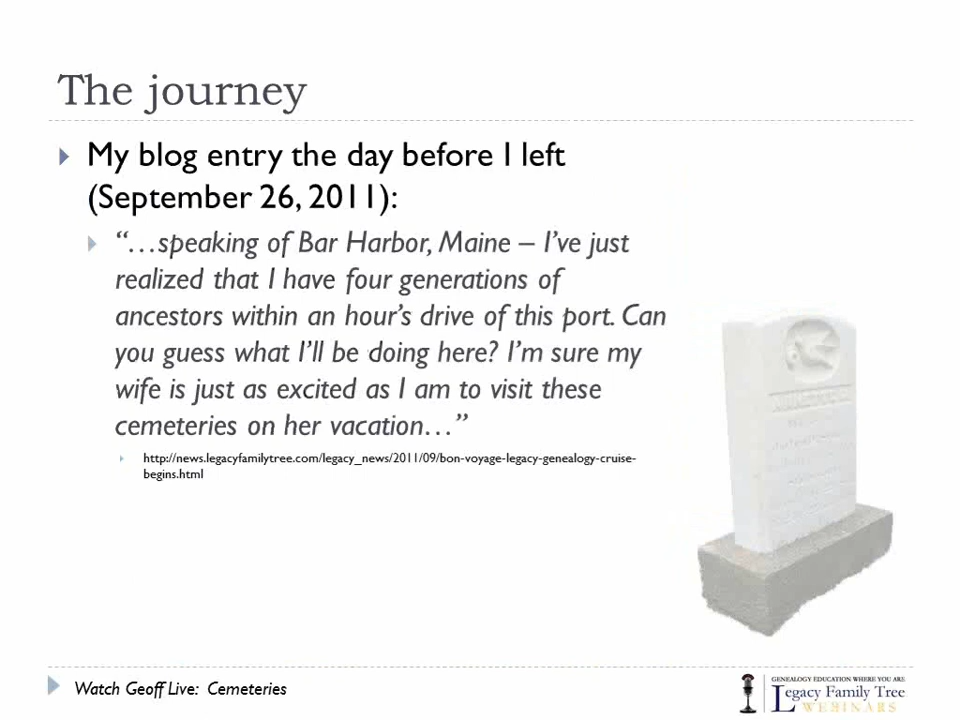 The journey
My blog entry the day before I left
(September 26, 2011):
“…speaking of Bar Harbor, Maine – I’ve just
realized that I have four generations of
ancestors within an hour’s drive of this port. Can
you guess what I’ll be doing here? I’m sure my
wife is just as excited as I am to visit these
cemeteries on her vacation…”
http://news.legacyfamilytree.com/legacy_news/2011/09/bon-voyage-legacy-genealogy-cruise-
begins.html
Watch Geoff Live: Cemeteries
GENEALOGY EDUCATION WHERE YOU ARE
Legacy Family Tree
WEBINARS